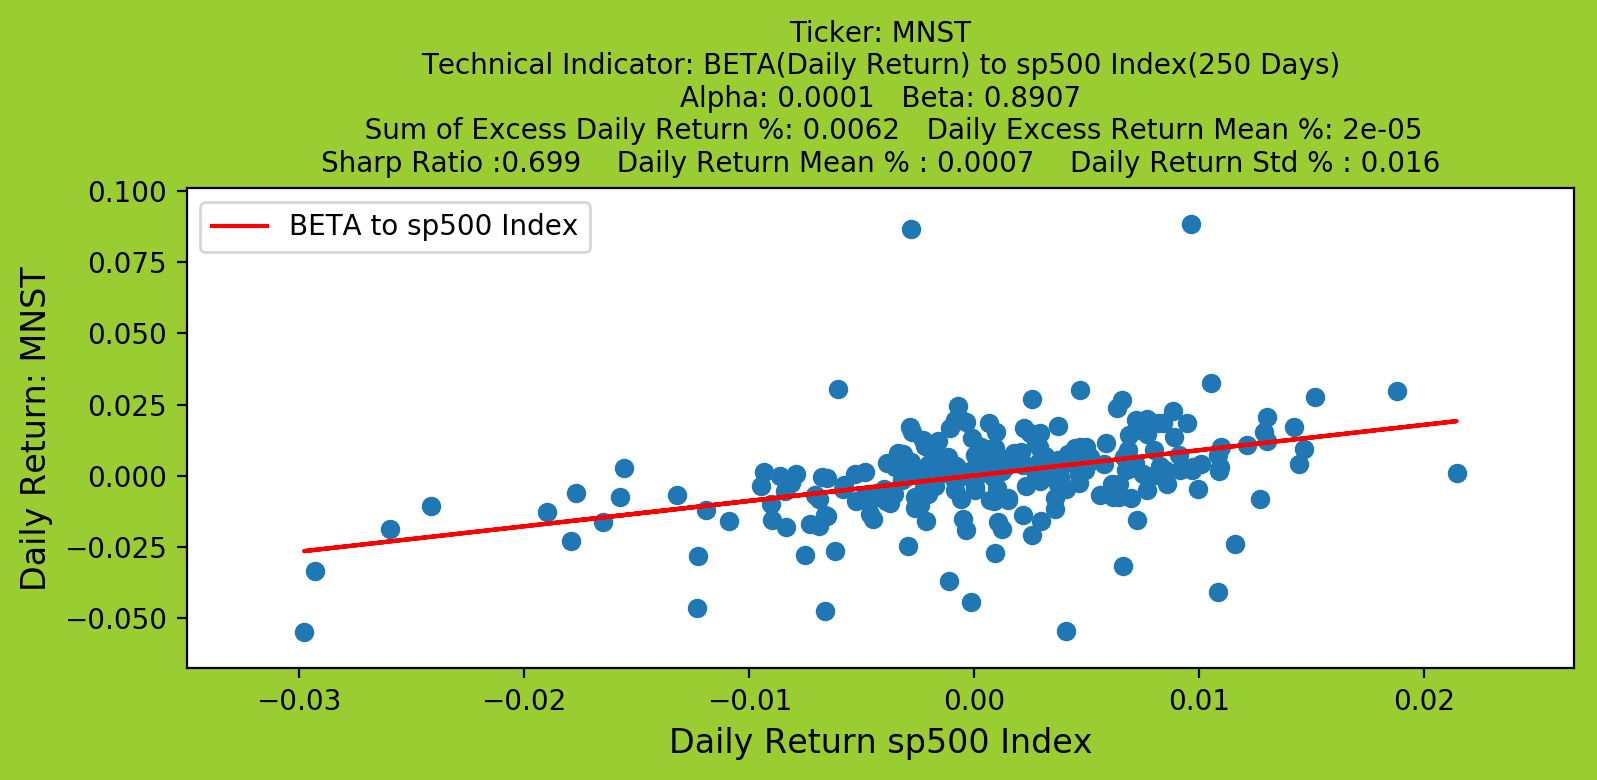 Ticker: MNST
Technical Indicator: BETA(Daily Return) to sp500 Index(250 Days)
Alpha: 0.0001   Beta: 0.8907
Sum of Excess Daily Return %: 0.0062   Daily Excess Return Mean %: 2e-05
Sharp Ratio :0.699    Daily Return Mean % : 0.0007    Daily Return Std % : 0.016
BETA to sp500 Index
Daily Return: MNST
0.100
0.075
0.050
0.025
0.000
−0.025
−0.050
−0.03
−0.02
−0.01
0.00
0.01
0.02
Daily Return sp500 Index